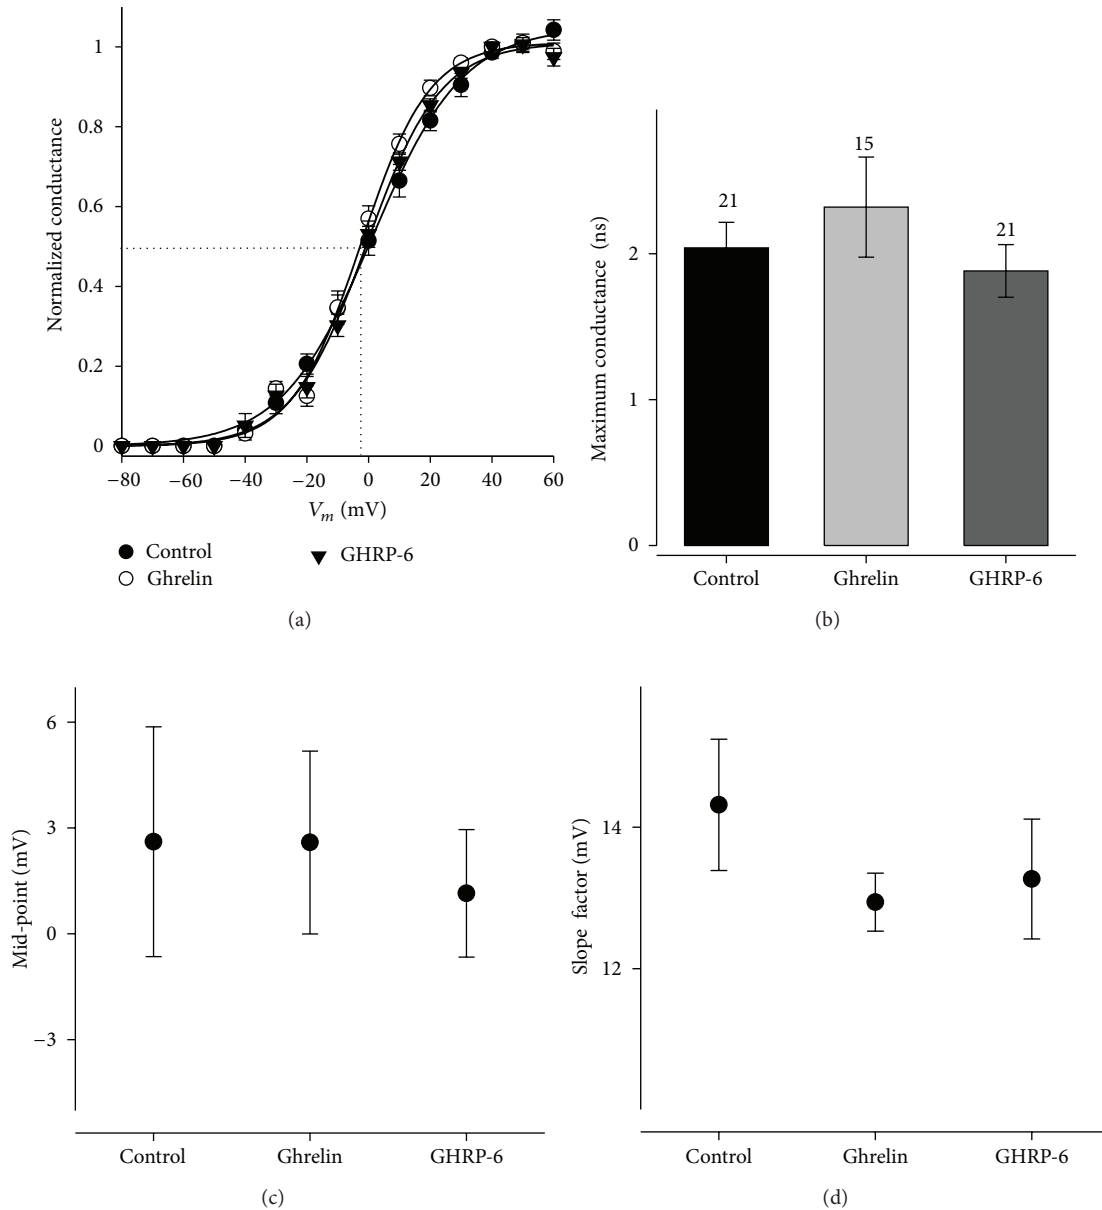 1
0.8
0.6
0.4
0.2
0
Normalized conductance
−80 −60 −40 −20 0 20 40 60
Vm (mV)
Control
Ghrelin
GHRP-6
(a)
2
1
0
Maximum conductance (ns)
21
15
21
Control Ghrelin GHRP-6
(b)
6
3
0
−3
Mid-point (mV)
Control Ghrelin GHRP-6
(c)
14
12
Slope factor (mV)
Control Ghrelin GHRP-6
(d)